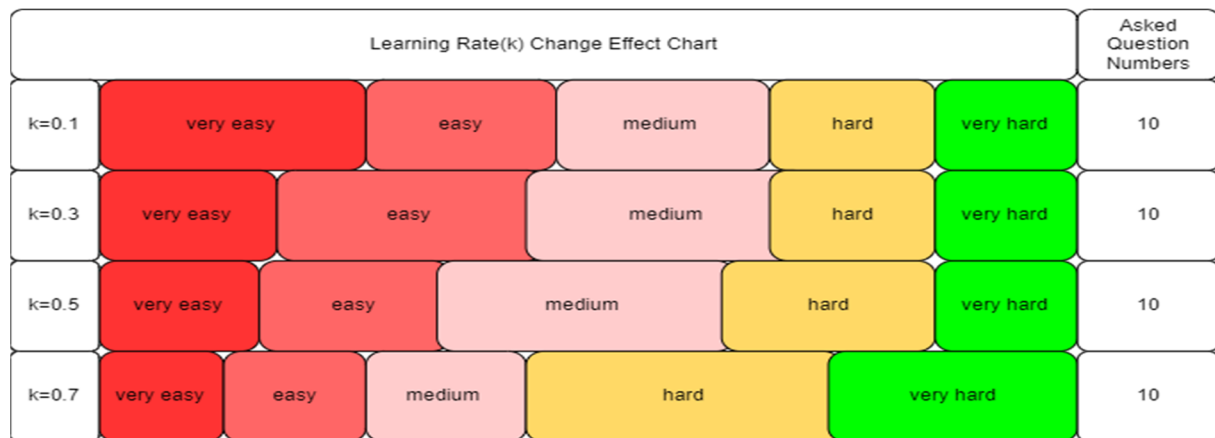 Learning Rate(k) Change Effect Chart
Asked
Question
Numbers
k=0.1 very easy easy medium hard very hard 10
k=0.3 very easy easy medium hard very hard 10
k=0.5 very easy easy medium hard very hard 10
k=0.7 very easy easy medium hard very hard 10